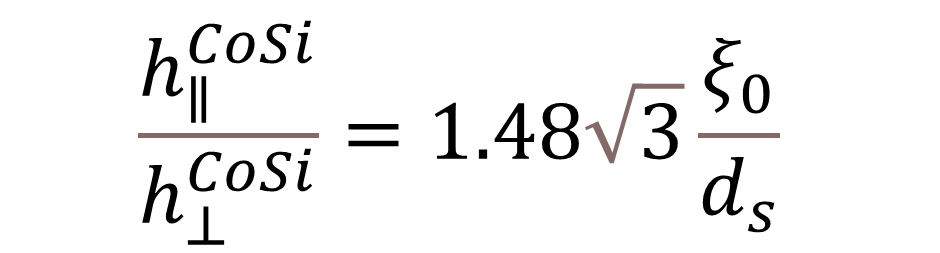 h_∥^{CoSi} / h_⊥^{CoSi} = 1.48√3 ξ_0 / d_s